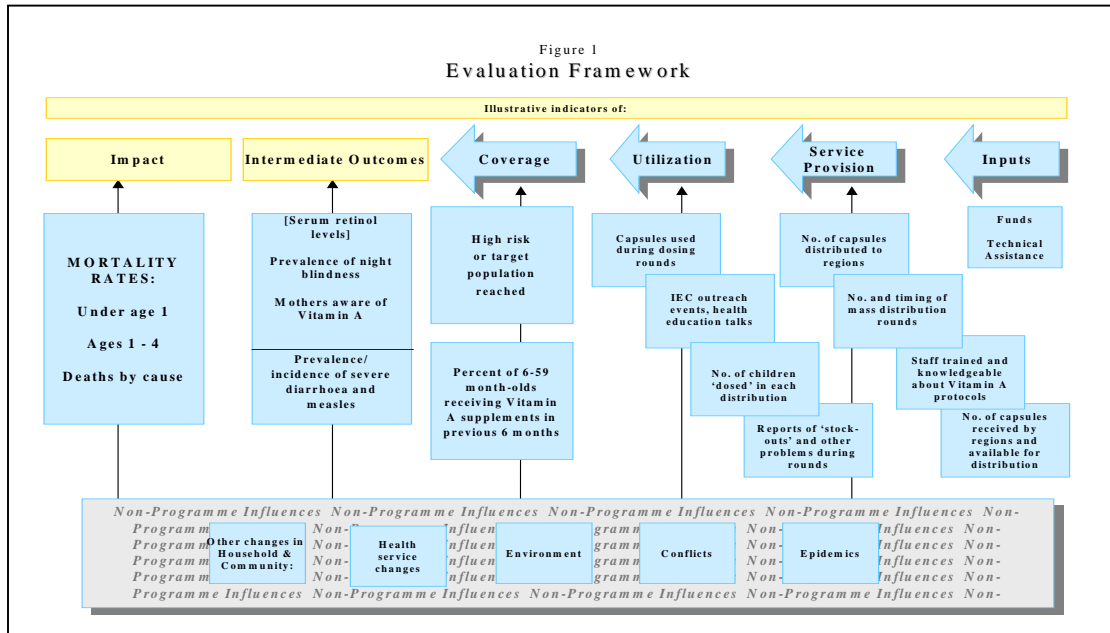 Figure 1
Evaluation Framework
Illustrative indicators of:
Impact
Intermediate Outcomes
Coverage
Utilization
Service
Provision
Inputs
MORTALITY
RATES:
Under age 1
Ages 1 - 4
Deaths by cause
[Serum retinol
levels]
Prevalence of night
blindness
Mothers aware of
Vitamin A
Prevalence/
incidence of severe
diarrhoea and
measles
High risk
or target
population
reached
Percent of 6-59
month-olds
receiving Vitamin
A supplements in
previous 6 months
Capsules used
during dosing
rounds
IEC outreach
events, health
education talks
No. of children
‘dosed’ in each
distribution
Reports of ‘stock-
outs’ and other
problems during
rounds
No. of capsules
distributed to
regions
No. and timing of
mass distribution
rounds
Staff trained and
knowledgeable
about Vitamin A
protocols
No. of capsules
received by
regions and
available for
distribution
Funds
Technical
Assistance
Non-Programme Influences Non-Programme Influences Non-Programme Influences Non-Programme Influences Non-
Programme Influences Non-Programme Influences Non-Programme Influences Non-Programme Influences Non-
Other changes in
Household &
Community:
Health
service
changes
Environment
Conflicts
Epidemics